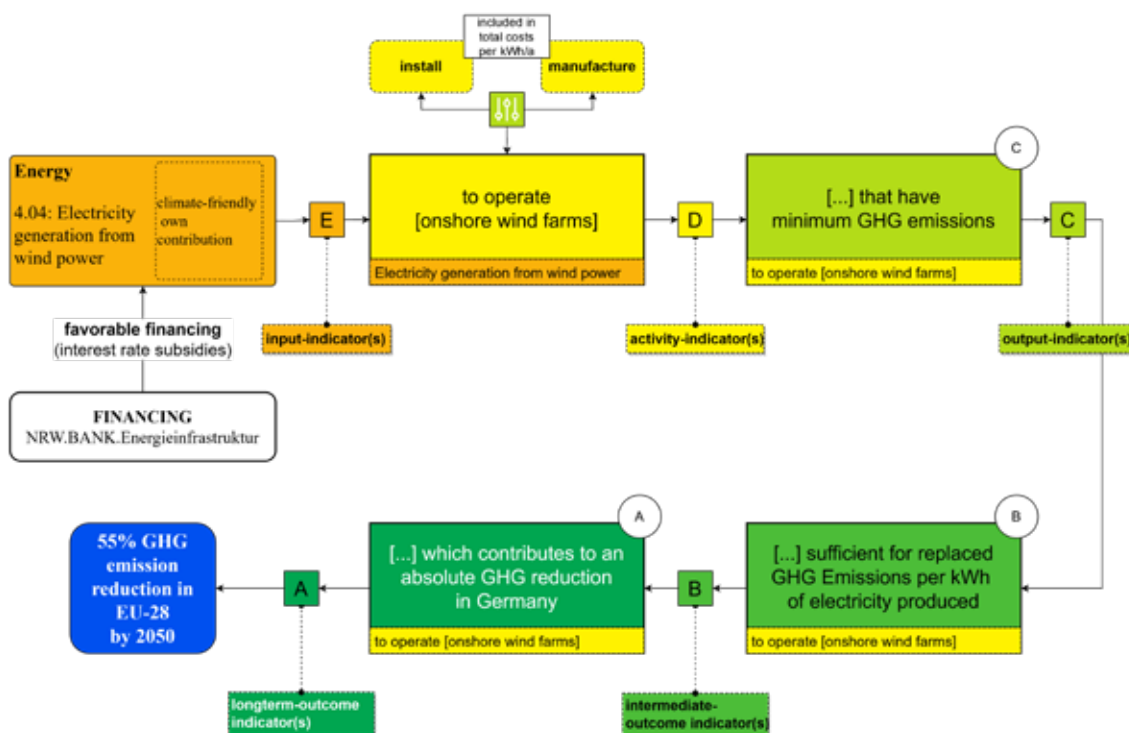 included in
total costs
per kWh/a
install
manufacture
Energy
4.04: Electricity
generation from
wind power
climate-friendly
own
contribution
E
to operate
[onshore wind farms]
Electricity generation from wind power
D
C
[...] that have
minimum GHG emissions
to operate [onshore wind farms]
C
favorable financing
(interest rate subsidies)
input-indicator(s)
activity-indicator(s)
output-indicator(s)
FINANCING
NRW.BANK.Energieinfrastruktur
55% GHG
emission
reduction in
EU-28
by 2050
A
A
[...] which contributes to an
absolute GHG reduction
in Germany
to operate [onshore wind farms]
B
B
[...] sufficient for replaced
GHG Emissions per kWh
of electricity produced
to operate [onshore wind farms]
longterm-outcome
indicator(s)
intermediate-
outcome indicator(s)